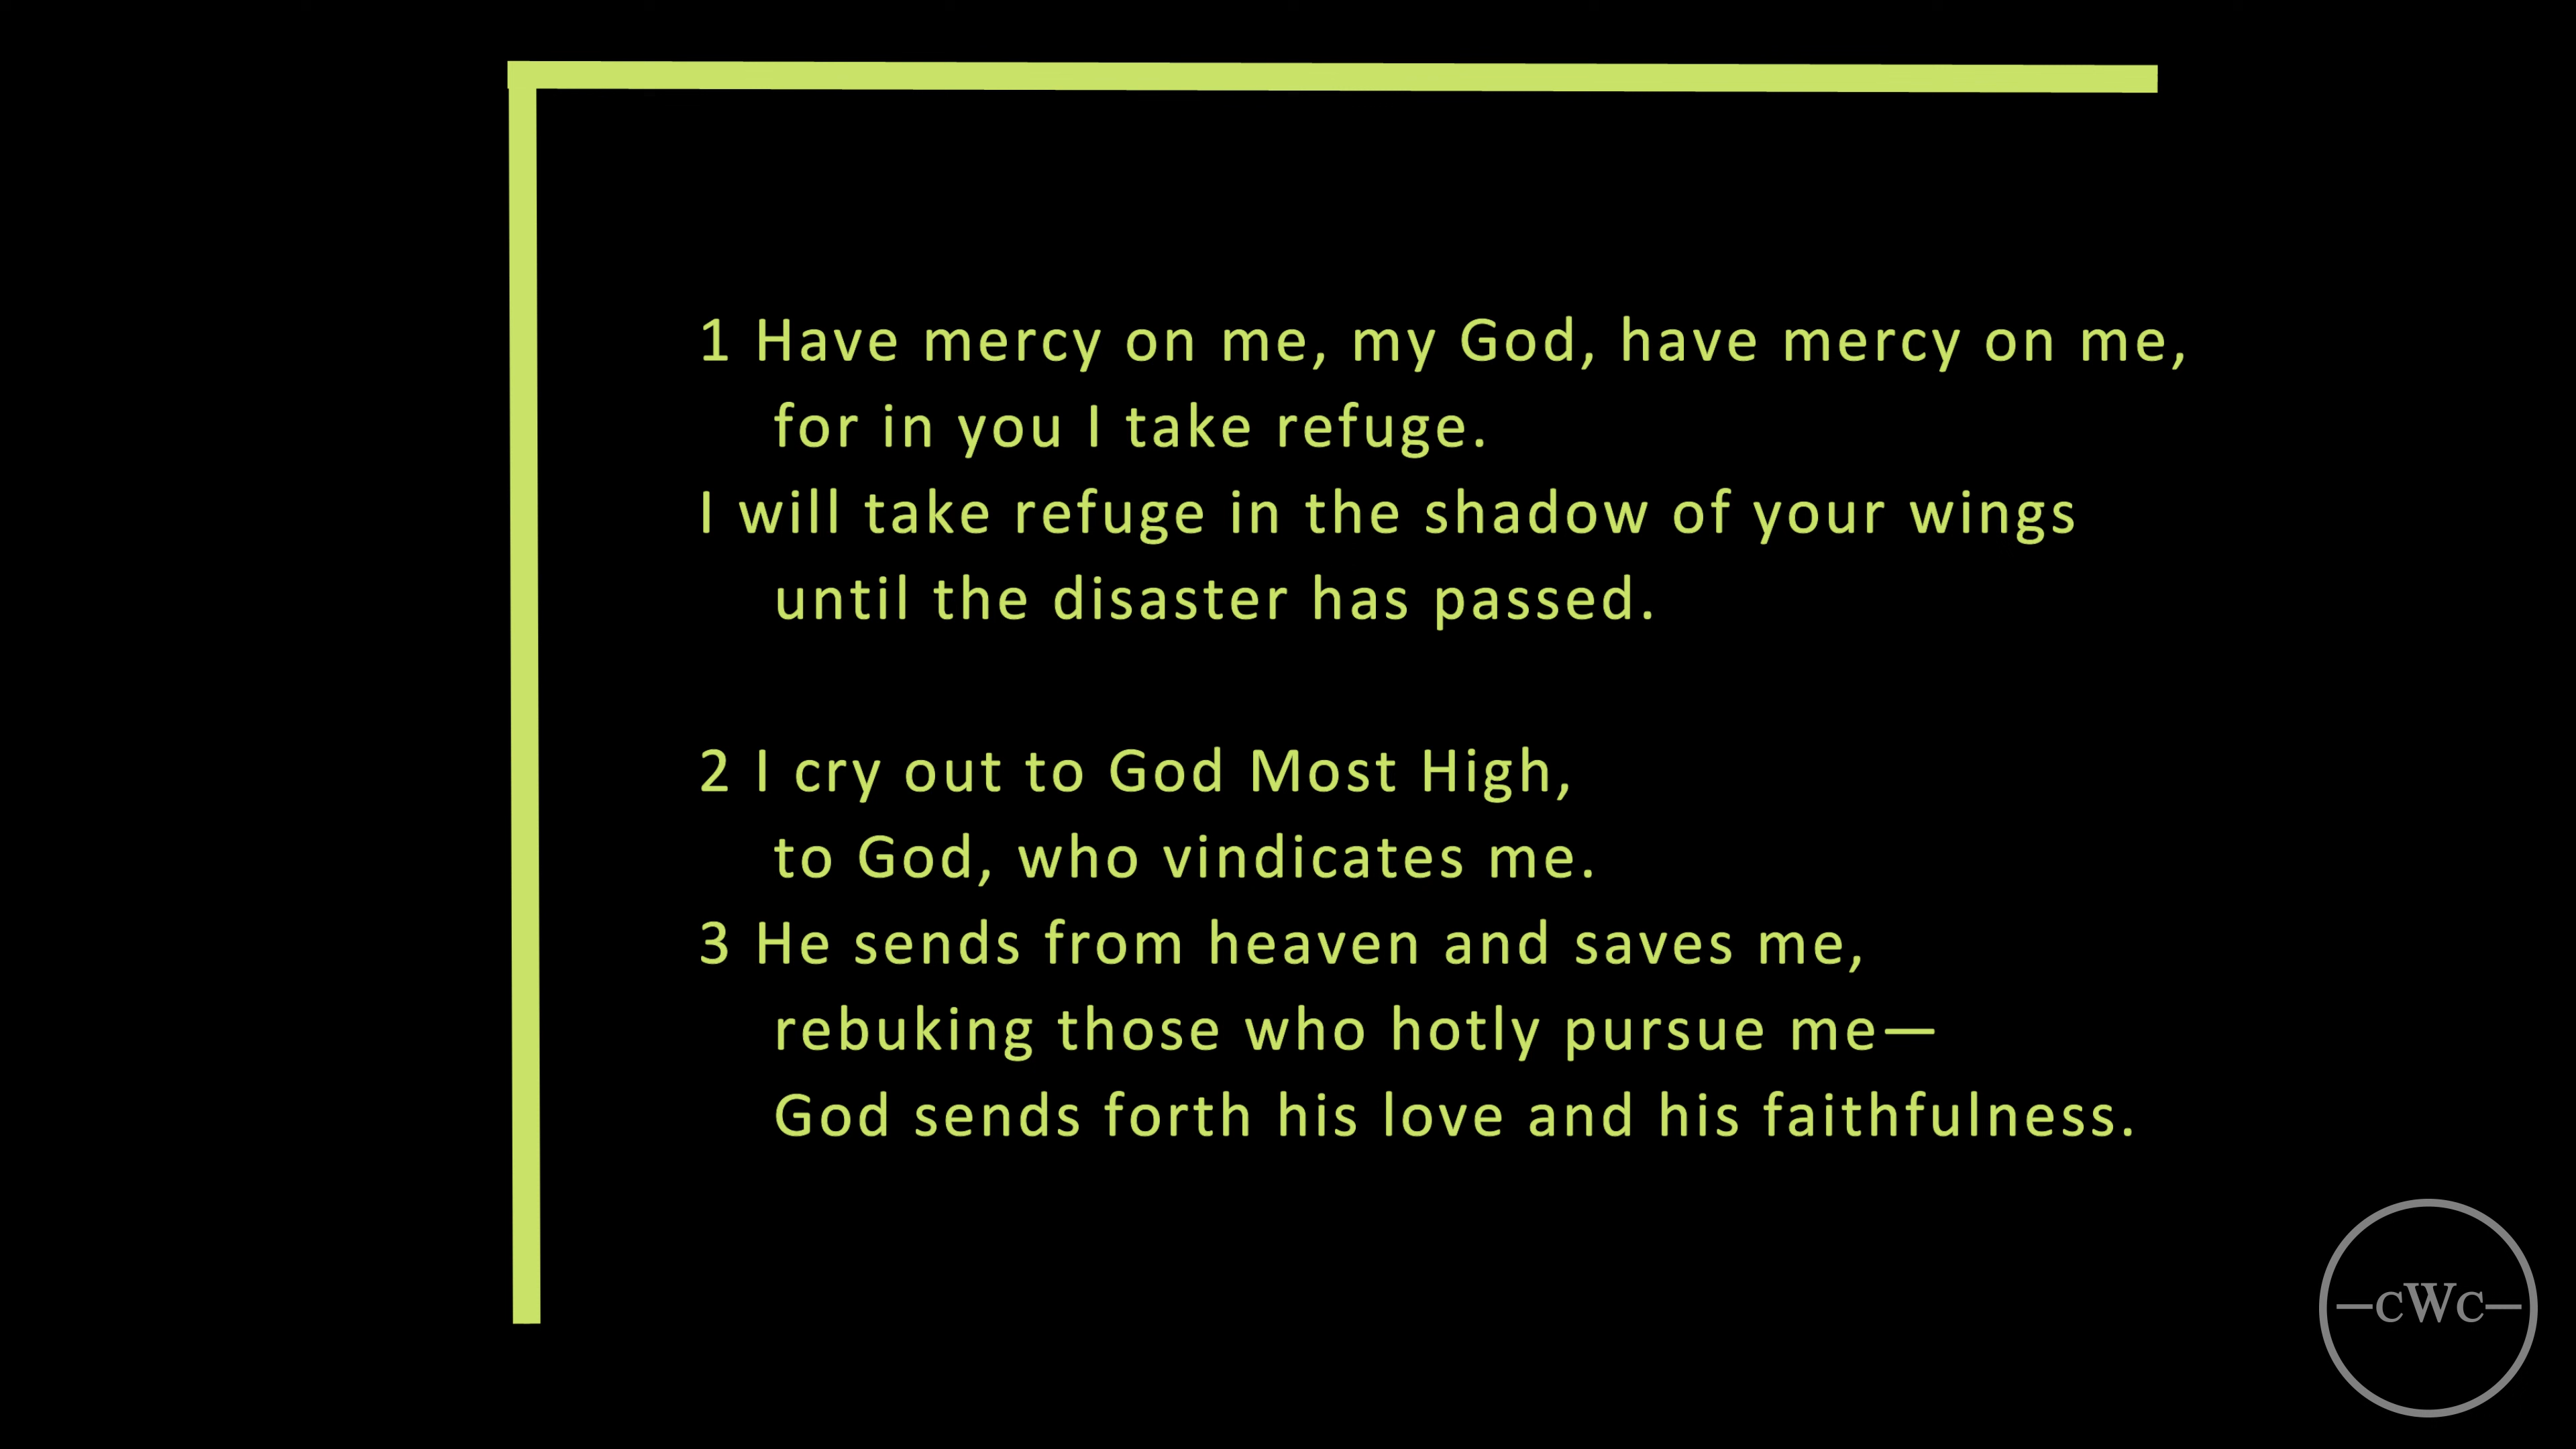 1 Have mercy on me, my God, have mercy on me,
for in you I take refuge.
I will take refuge in the shadow of your wings
until the disaster has passed.
2 I cry out to God Most High,
to God, who vindicates me.
3 He sends from heaven and saves me,
rebuking those who hotly pursue me—
God sends forth his love and his faithfulness.
CWC